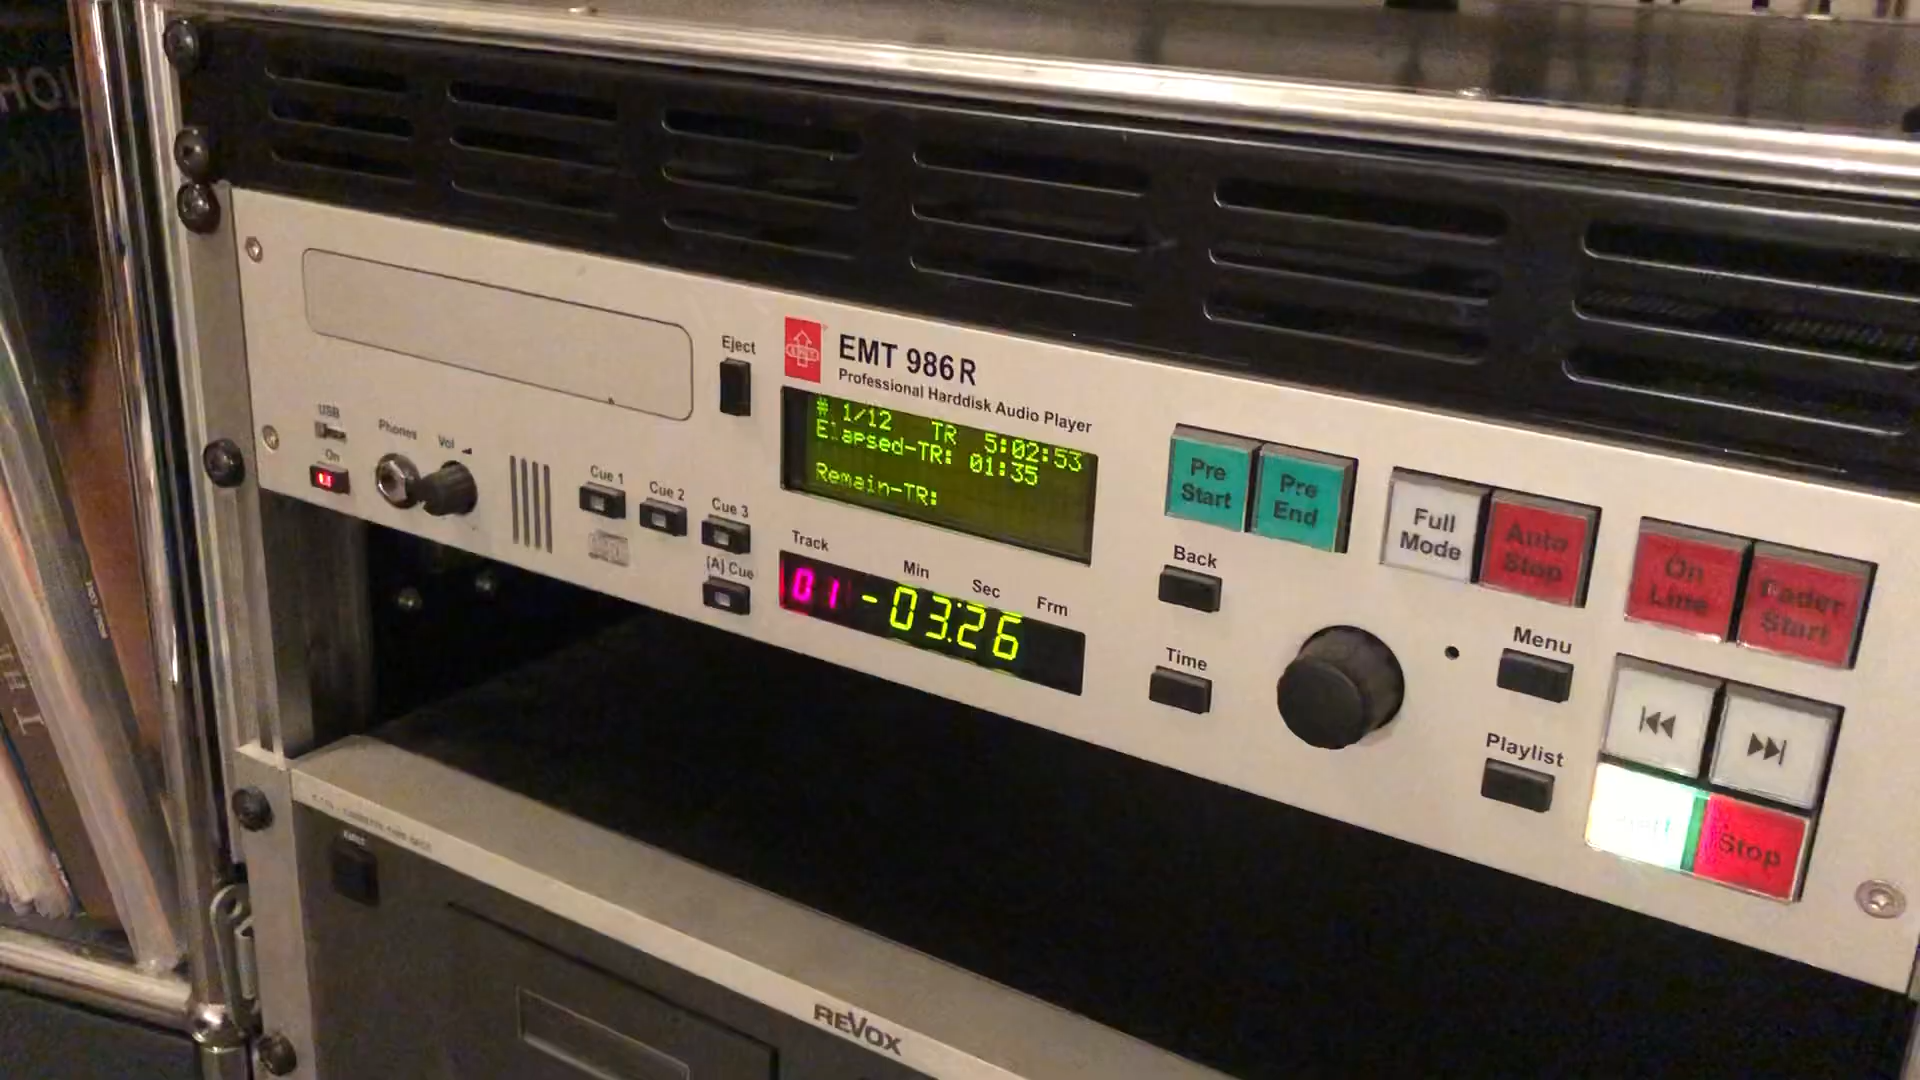 Eject
EMT 986R
Professional Harddisk Audio Player
# 1/12 TR 5:02:53
Elapsed-TR: 01:35
Remain-TR:
USB
On
Phones
Vol
Cue 1
Cue 2
Cue 3
(A) Cue
Track
Min
Sec
Frm
01 -03:26
Pre Start
Pre End
Full Mode
Auto Stop
On Line
Fader Start
Back
Time
Menu
Playlist
Stop
REVOX